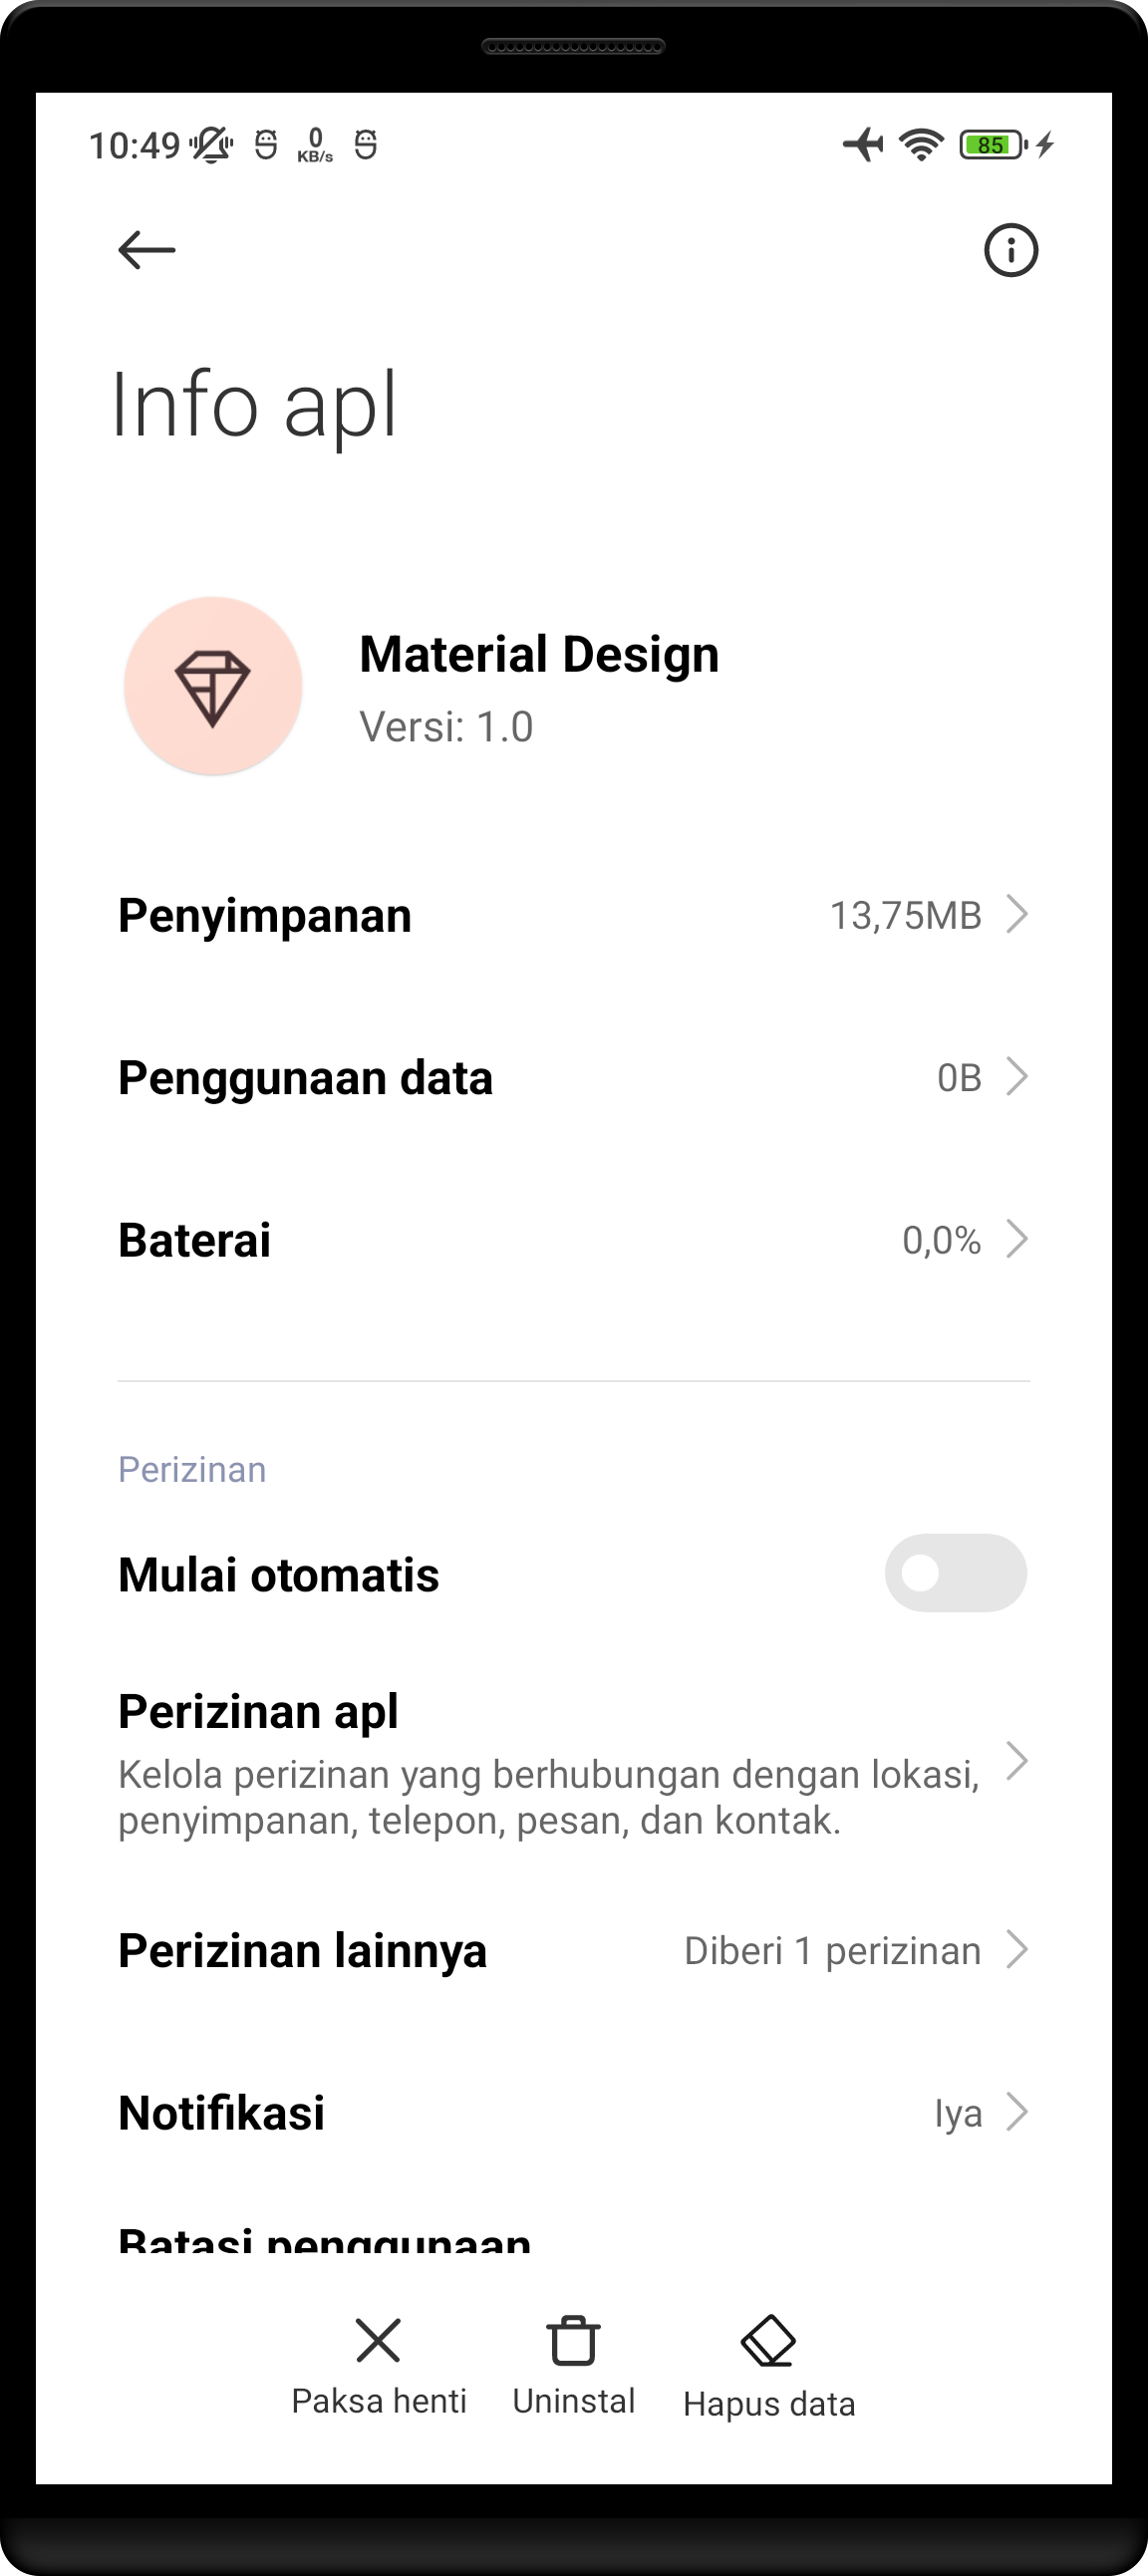 10:49 0 KB/s 85
Info apl
Material Design
Versi: 1.0
Penyimpanan 13,75MB
Penggunaan data 0B
Baterai 0,0%
Perizinan
Mulai otomatis
Perizinan apl
Kelola perizinan yang berhubungan dengan lokasi,
penyimpanan, telepon, pesan, dan kontak.
Perizinan lainnya Diberi 1 perizinan
Notifikasi Iya
Batasi penggunaan
Paksa henti Uninstal Hapus data